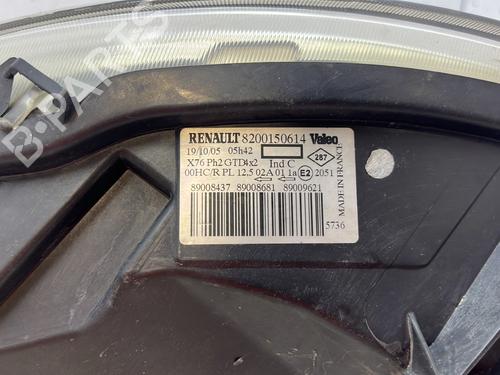 RENAULT 8200150614 Valeo
19/10/05 05h42
X76 Ph2 GTD4x2 Ind C 287
00HC/R PL 12.5 02A 01 1a E2 2051
89008437 89008681 89009621
MADE IN FRANCE
5736
B-Parts